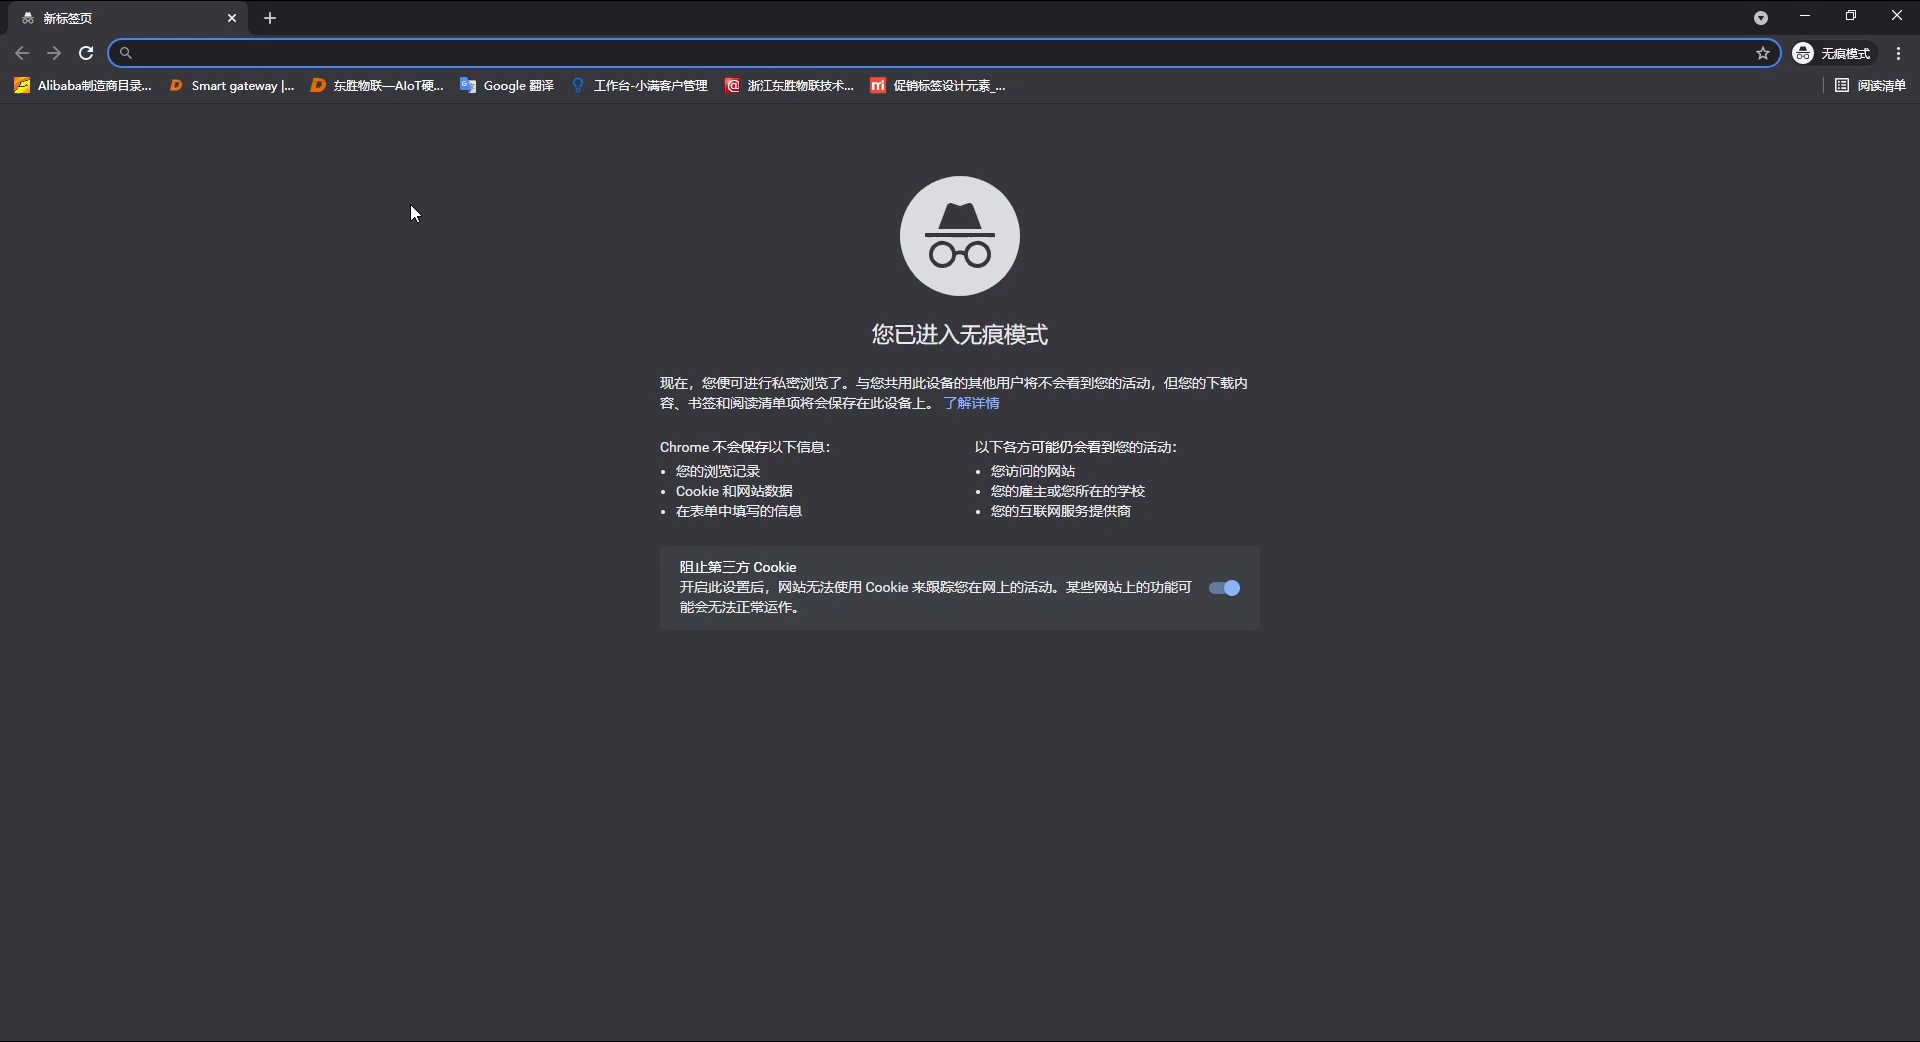 新标签页
无痕模式
Alibaba制造商目录...
Smart gateway |...
东胜物联—AIoT硬...
Google 翻译
工作台-小满客户管理
浙江东胜物联技术...
促销标签设计元素_...
阅读清单
您已进入无痕模式
现在，您便可进行私密浏览了。与您共用此设备的其他用户将不会看到您的活动，但您的下载内
容、书签和阅读清单项将会保存在此设备上。 了解详情
Chrome 不会保存以下信息：
• 您的浏览记录
• Cookie 和网站数据
• 在表单中填写的信息
以下各方可能仍会看到您的活动：
• 您访问的网站
• 您的雇主或您所在的学校
• 您的互联网服务提供商
阻止第三方 Cookie
开启此设置后，网站无法使用 Cookie 来跟踪您在网上的活动。某些网站上的功能可
能会无法正常运作。